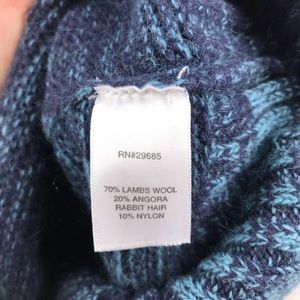 RN#29685
70% LAMBS WOOL
20% ANGORA
RABBIT HAIR
10% NYLON